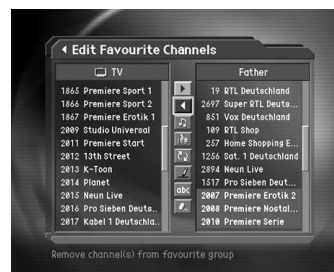 Edit Favourite Channels
TV
1865 Premiere Sport 1
1866 Premiere Sport 2
1867 Premiere Erotik 1
2009 Studio Universal
2011 Premiere Start
2012 13th Street
2013 K-Toon
2014 Planet
2015 Neun Live
2016 Pro Sieben Deuts..
2017 Kabel 1 Deutschla..
abc
Father
19 RTL Deutschland
2697 Super RTL Deuts...
851 Vox Deutschland
109 RTL Shop
257 Home Shopping E...
1256 Sat. 1 Deutschland
2894 Neun Live
1517 Pro Sieben Deut...
2007 Premiere Erotik 2
2008 Premiere Nostal...
2010 Premiere Serie
Remove channel(s) from favourite group